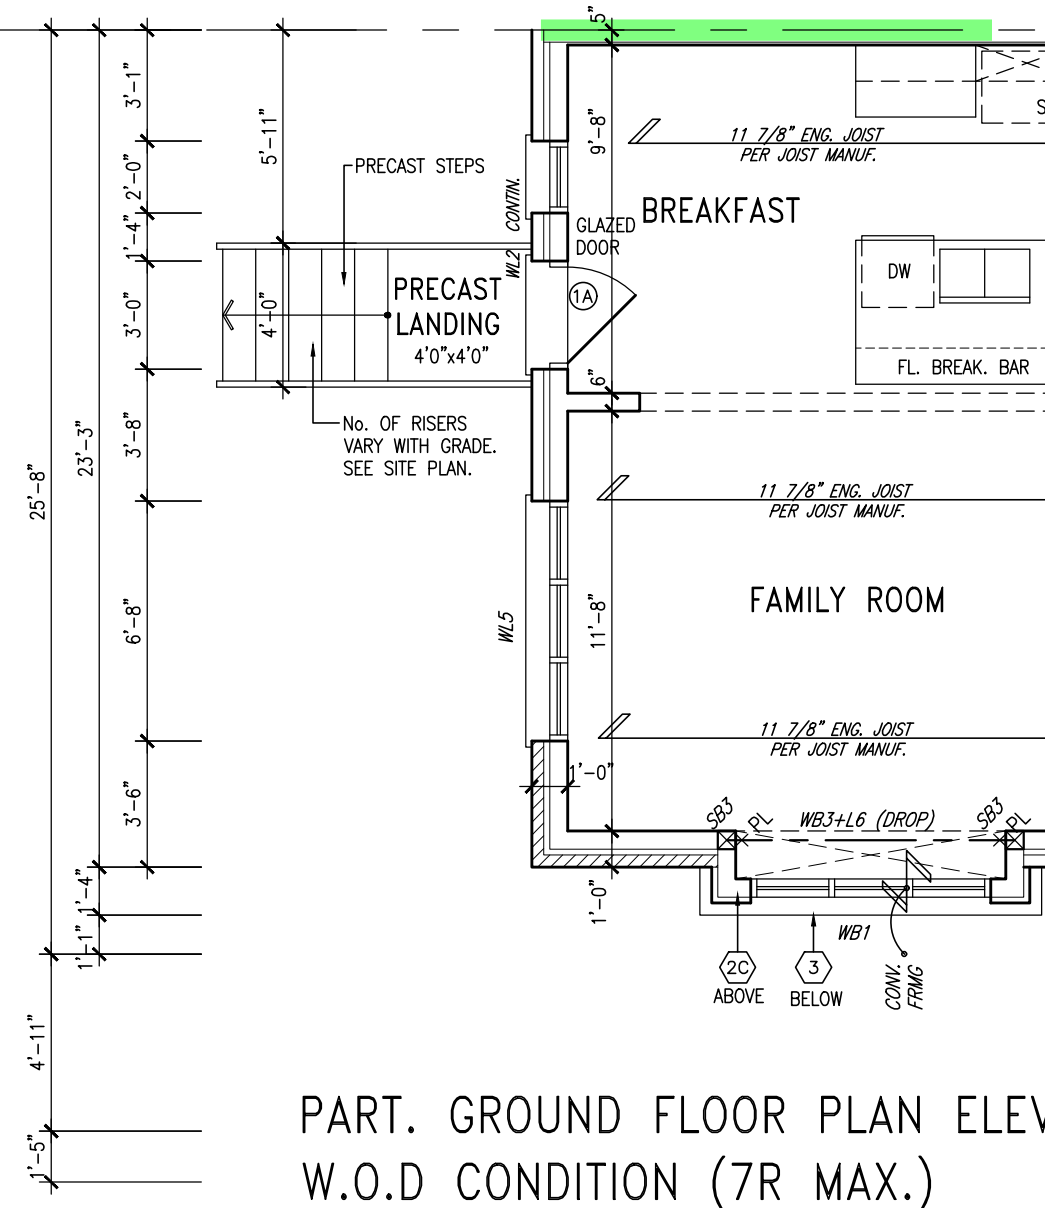 5"
3'-1"
5'-11"
9'-8"
11 7/8" ENG. JOIST
PER JOIST MANUF.
S
PRECAST STEPS
2'-0"
WL2 CONTIN.
BREAKFAST
GLAZED
DOOR
1'-4"
DW
1A
PRECAST
LANDING
4'0"x4'0"
3'-0"
4'-0"
6"
FL. BREAK. BAR
No. OF RISERS
VARY WITH GRADE.
SEE SITE PLAN.
3'-8"
23'-3"
25'-8"
11 7/8" ENG. JOIST
PER JOIST MANUF.
FAMILY ROOM
6'-8"
WL5
11'-8"
11 7/8" ENG. JOIST
PER JOIST MANUF.
1'-0"
3'-6"
SB3
PL
WB3+L6 (DROP)
SB3
PL
1'-4"
1'-0"
1'-1"
WB1
2C
ABOVE
3
BELOW
CONV.
FRMG
4'-11"
1'-5"
PART. GROUND FLOOR PLAN ELEV
W.O.D CONDITION (7R MAX.)